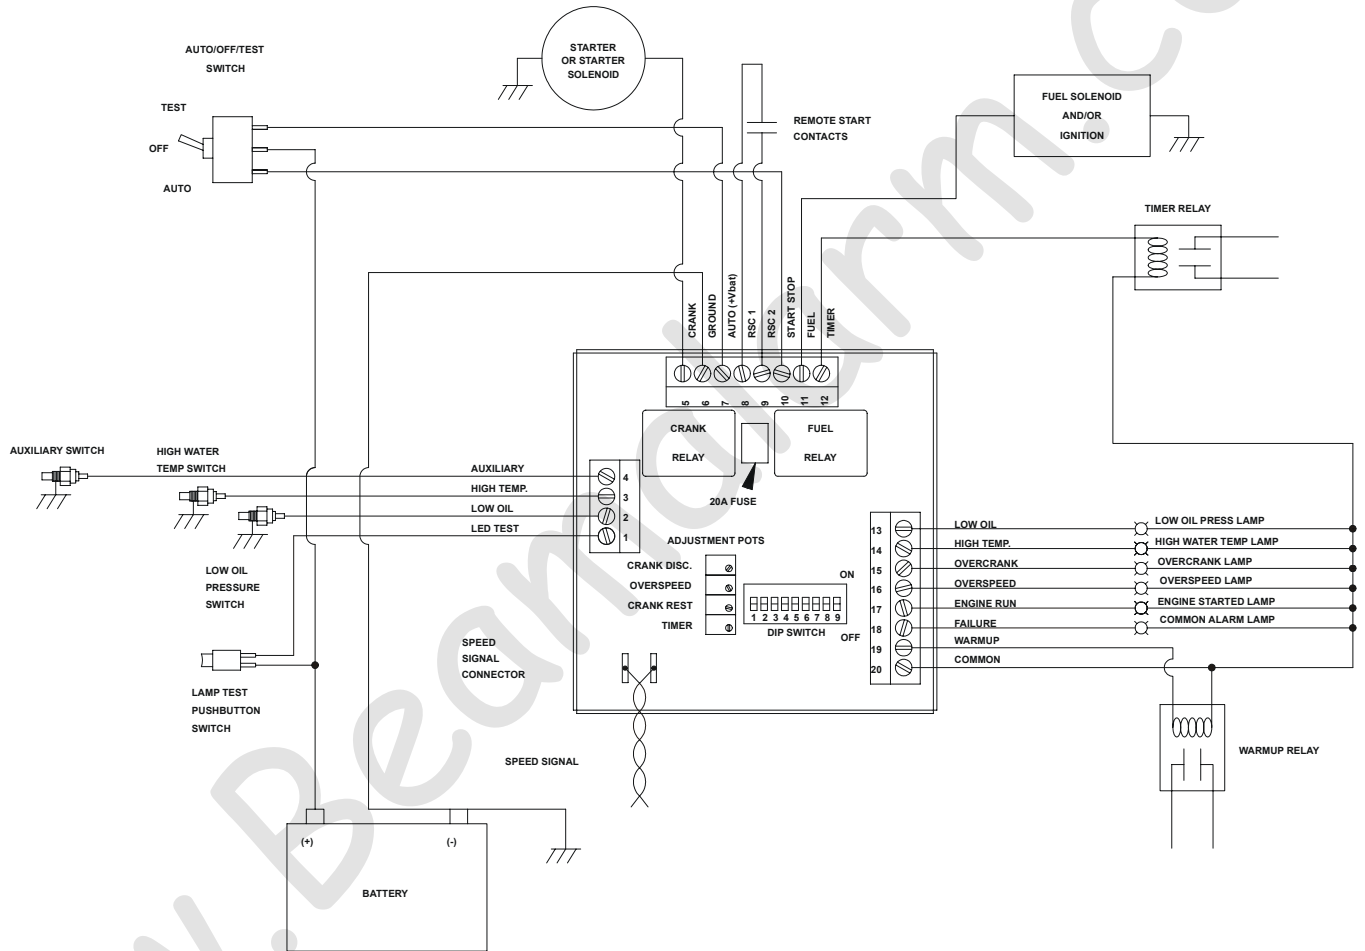 AUTO/OFF/TEST
SWITCH
TEST
OFF
AUTO
STARTER
OR STARTER
SOLENOID
REMOTE START
CONTACTS
FUEL SOLENOID
AND/OR
IGNITION
TIMER RELAY
CRANK
GROUND
AUTO (+Vbat)
RSC 1
RSC 2
START STOP
FUEL
TIMER
5 6 7 8 9 10 11 12
CRANK
RELAY
FUEL
RELAY
20A FUSE
AUXILIARY SWITCH
HIGH WATER
TEMP SWITCH
LOW OIL
PRESSURE
SWITCH
AUXILIARY
HIGH TEMP.
LOW OIL
LED TEST
4
3
2
1
ADJUSTMENT POTS
CRANK DISC.
OVERSPEED
CRANK REST
TIMER
ON
1 2 3 4 5 6 7 8 9
DIP SWITCH
OFF
13 LOW OIL LOW OIL PRESS LAMP
14 HIGH TEMP. HIGH WATER TEMP LAMP
15 OVERCRANK OVERCRANK LAMP
16 OVERSPEED OVERSPEED LAMP
17 ENGINE RUN ENGINE STARTED LAMP
18 FAILURE COMMON ALARM LAMP
19 WARMUP
20 COMMON
SPEED
SIGNAL
CONNECTOR
SPEED SIGNAL
LAMP TEST
PUSHBUTTON
SWITCH
WARMUP RELAY
(+)
(-)
BATTERY
w.Beamalarm.co